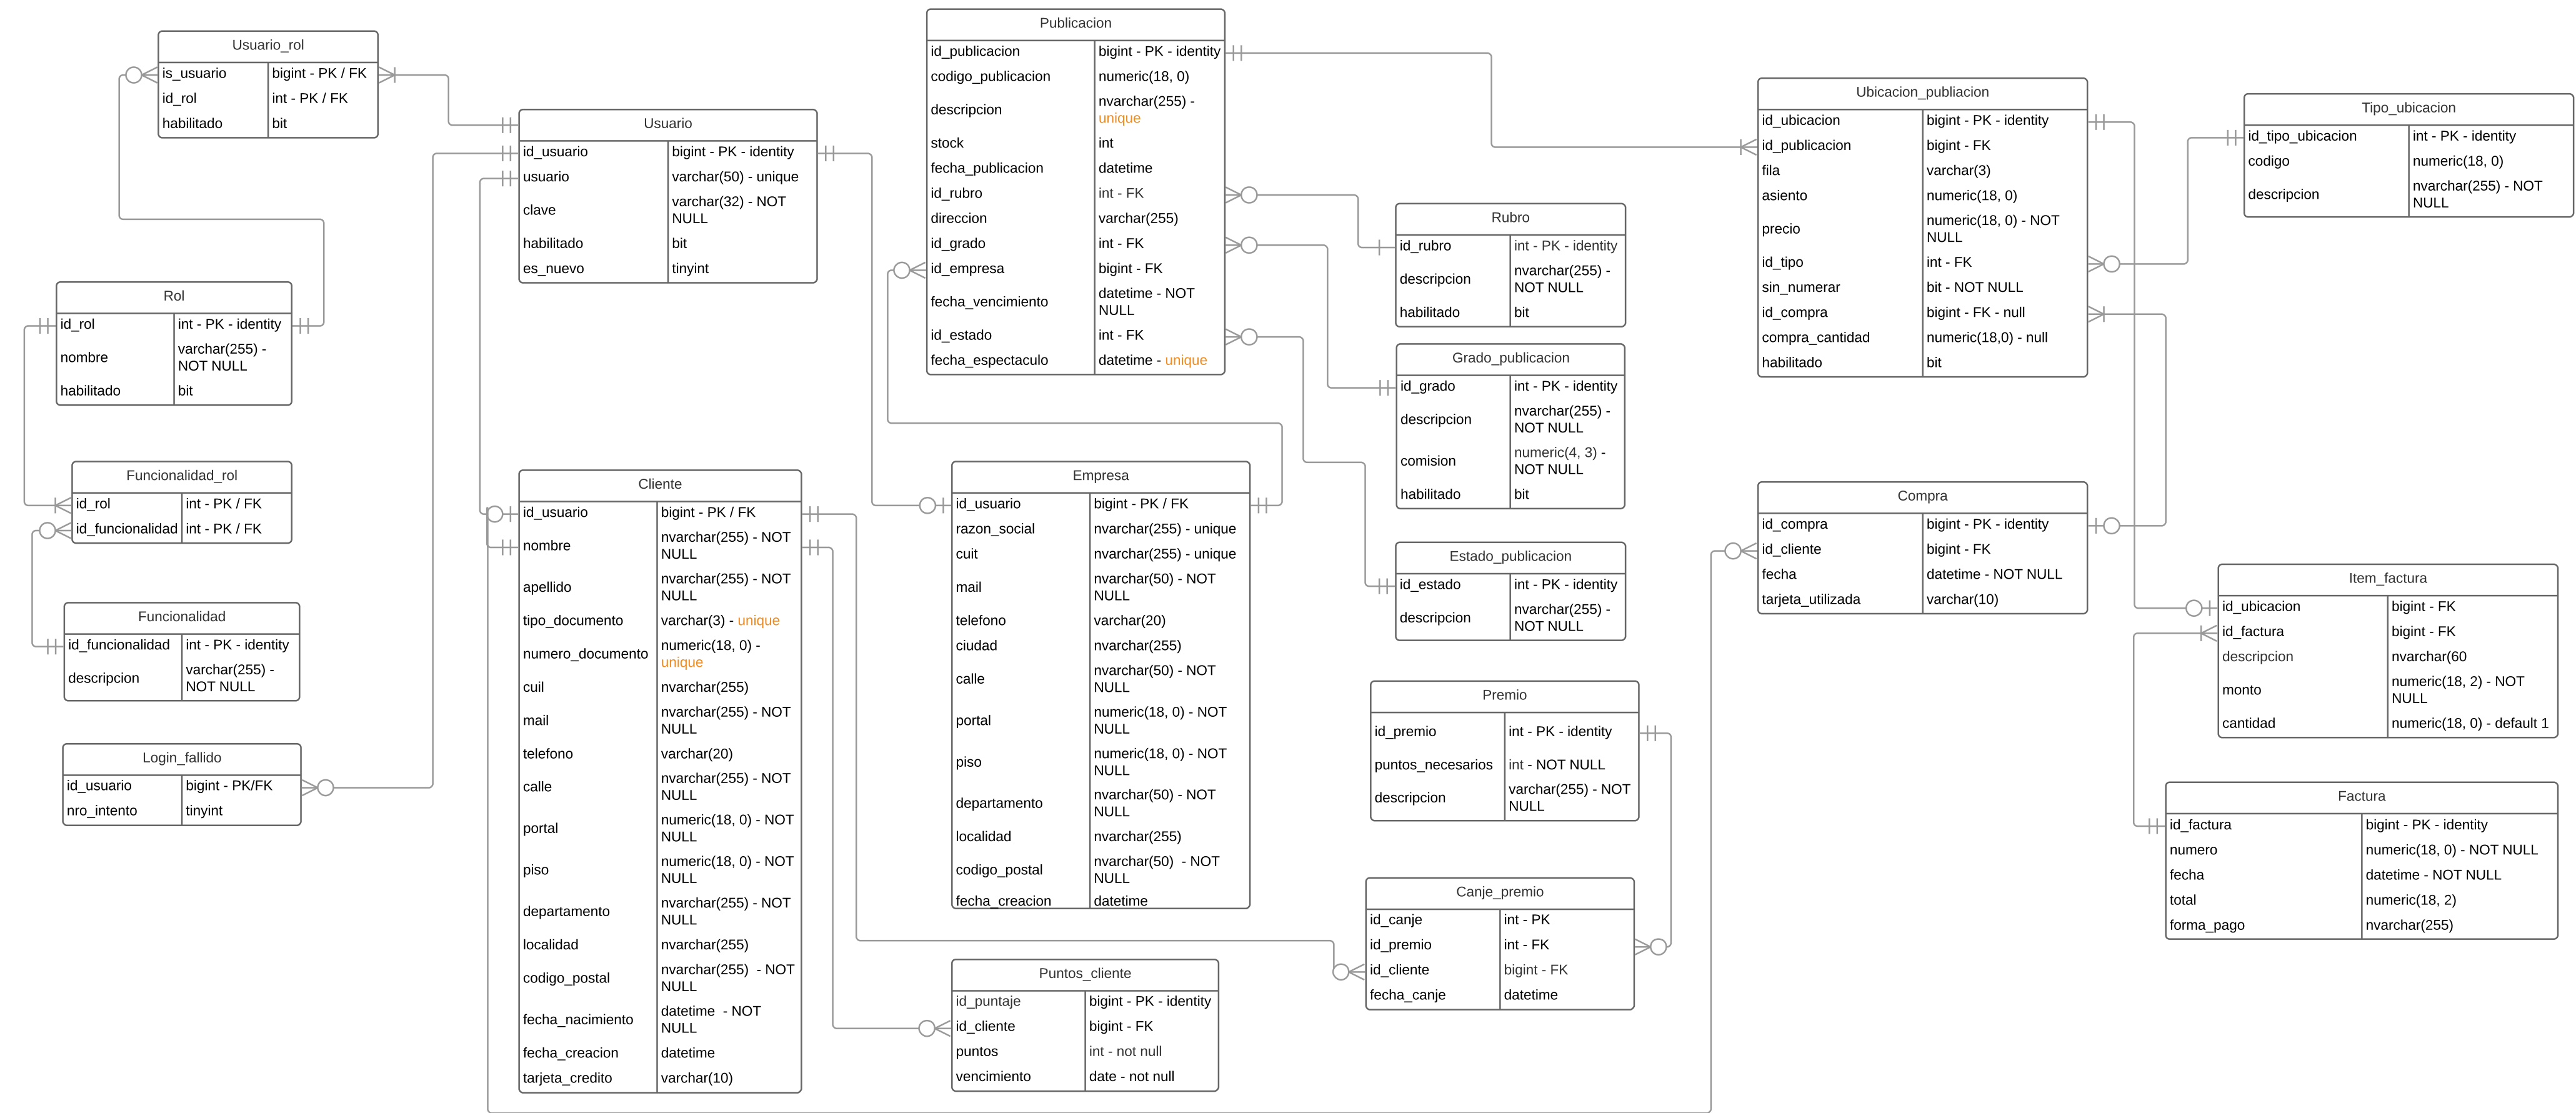 Usuario_rol
is_usuario bigint - PK / FK
id_rol int - PK / FK
habilitado bit
Rol
id_rol int - PK - identity
nombre varchar(255) -
NOT NULL
habilitado bit
Funcionalidad_rol
id_rol int - PK / FK
id_funcionalidad int - PK / FK
Funcionalidad
id_funcionalidad int - PK - identity
descripcion varchar(255) -
NOT NULL
Login_fallido
id_usuario bigint - PK/FK
nro_intento tinyint
Usuario
id_usuario bigint - PK - identity
usuario varchar(50) - unique
clave varchar(32) - NOT
NULL
habilitado bit
es_nuevo tinyint
Cliente
id_usuario bigint - PK / FK
nombre nvarchar(255) - NOT
NULL
apellido nvarchar(255) - NOT
NULL
tipo_documento varchar(3) - unique
numero_documento numeric(18, 0) -
unique
cuil nvarchar(255)
mail nvarchar(255) - NOT
NULL
telefono varchar(20)
calle nvarchar(255) - NOT
NULL
portal numeric(18, 0) - NOT
NULL
piso numeric(18, 0) - NOT
NULL
departamento nvarchar(255) - NOT
NULL
localidad nvarchar(255)
codigo_postal nvarchar(255) - NOT
NULL
fecha_nacimiento datetime - NOT
NULL
fecha_creacion datetime
tarjeta_credito varchar(10)
Publicacion
id_publicacion bigint - PK - identity
codigo_publicacion numeric(18, 0)
descripcion nvarchar(255) -
unique
stock int
fecha_publicacion datetime
id_rubro int - FK
direccion varchar(255)
id_grado int - FK
id_empresa bigint - FK
fecha_vencimiento datetime - NOT
NULL
id_estado int - FK
fecha_espectaculo datetime - unique
Empresa
id_usuario bigint - PK / FK
razon_social nvarchar(255) - unique
cuit nvarchar(255) - unique
mail nvarchar(50) - NOT
NULL
telefono varchar(20)
ciudad nvarchar(255)
calle nvarchar(50) - NOT
NULL
portal numeric(18, 0) - NOT
NULL
piso numeric(18, 0) - NOT
NULL
departamento nvarchar(50) - NOT
NULL
localidad nvarchar(255)
codigo_postal nvarchar(50) - NOT
NULL
fecha_creacion datetime
Puntos_cliente
id_puntaje bigint - PK - identity
id_cliente bigint - FK
puntos int - not null
vencimiento date - not null
Rubro
id_rubro int - PK - identity
descripcion nvarchar(255) -
NOT NULL
habilitado bit
Grado_publicacion
id_grado int - PK - identity
descripcion nvarchar(255) -
NOT NULL
comision numeric(4, 3) -
NOT NULL
habilitado bit
Estado_publicacion
id_estado int - PK - identity
descripcion nvarchar(255) -
NOT NULL
Premio
id_premio int - PK - identity
puntos_necesarios int - NOT NULL
descripcion varchar(255) - NOT
NULL
Canje_premio
id_canje int - PK
id_premio int - FK
id_cliente bigint - FK
fecha_canje datetime
Ubicacion_publiacion
id_ubicacion bigint - PK - identity
id_publicacion bigint - FK
fila varchar(3)
asiento numeric(18, 0)
precio numeric(18, 0) - NOT
NULL
id_tipo int - FK
sin_numerar bit - NOT NULL
id_compra bigint - FK - null
compra_cantidad numeric(18,0) - null
habilitado bit
Compra
id_compra bigint - PK - identity
id_cliente bigint - FK
fecha datetime - NOT NULL
tarjeta_utilizada varchar(10)
Tipo_ubicacion
id_tipo_ubicacion int - PK - identity
codigo numeric(18, 0)
descripcion nvarchar(255) - NOT
NULL
Item_factura
id_ubicacion bigint - FK
id_factura bigint - FK
descripcion nvarchar(60
monto numeric(18, 2) - NOT
NULL
cantidad numeric(18, 0) - default 1
Factura
id_factura bigint - PK - identity
numero numeric(18, 0) - NOT NULL
fecha datetime - NOT NULL
total numeric(18, 2)
forma_pago nvarchar(255)